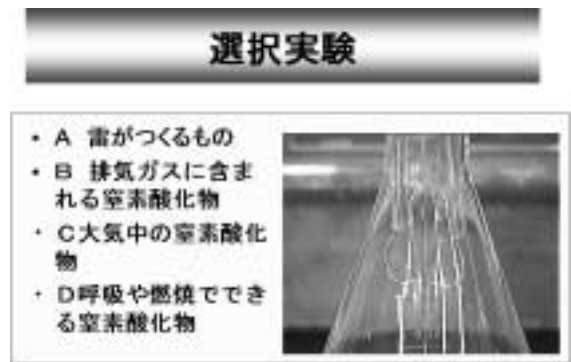 選択実験
・A 雷がつくるもの
・B 排気ガスに含ま
れる窒素酸化物
・C大気中の窒素酸化
物
・D呼吸や燃焼ででき
る窒素酸化物